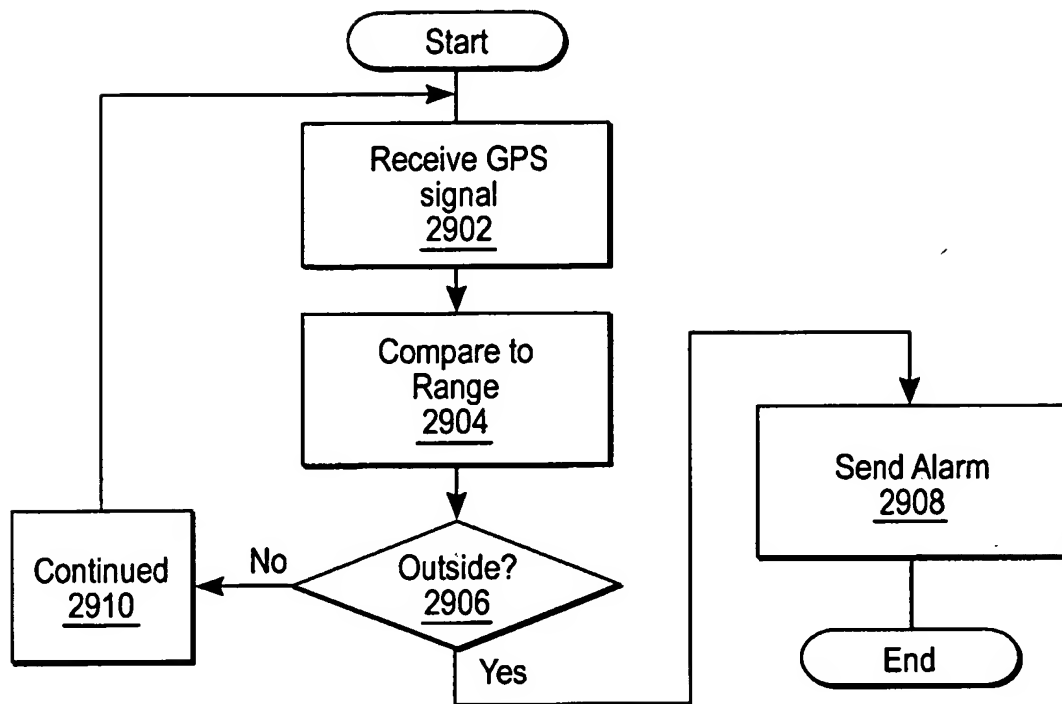 Start
Receive GPS
signal
2902
Compare to
Range
2904
Outside?
2906
No
Continued
2910
Yes
Send Alarm
2908
End